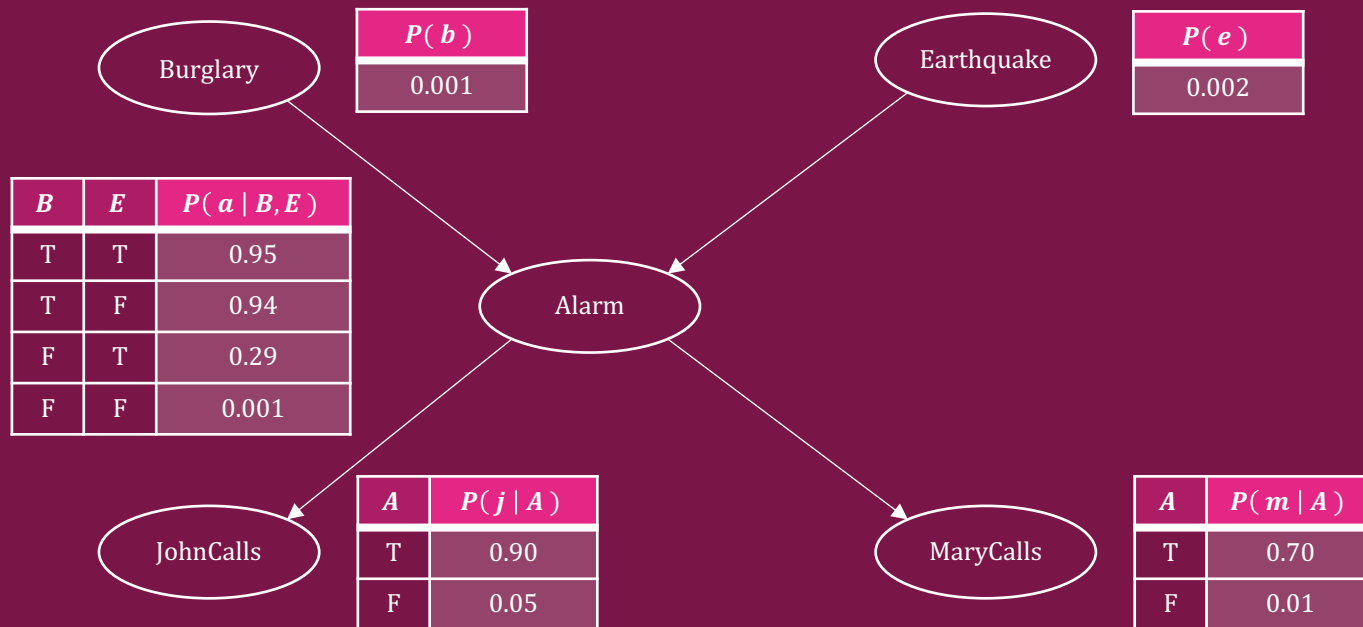 Burglary
P( b )
0.001
Earthquake
P( e )
0.002
B E P( a | B, E )
T T 0.95
T F 0.94
F T 0.29
F F 0.001
Alarm
JohnCalls
A P( j | A )
T 0.90
F 0.05
MaryCalls
A P( m | A )
T 0.70
F 0.01